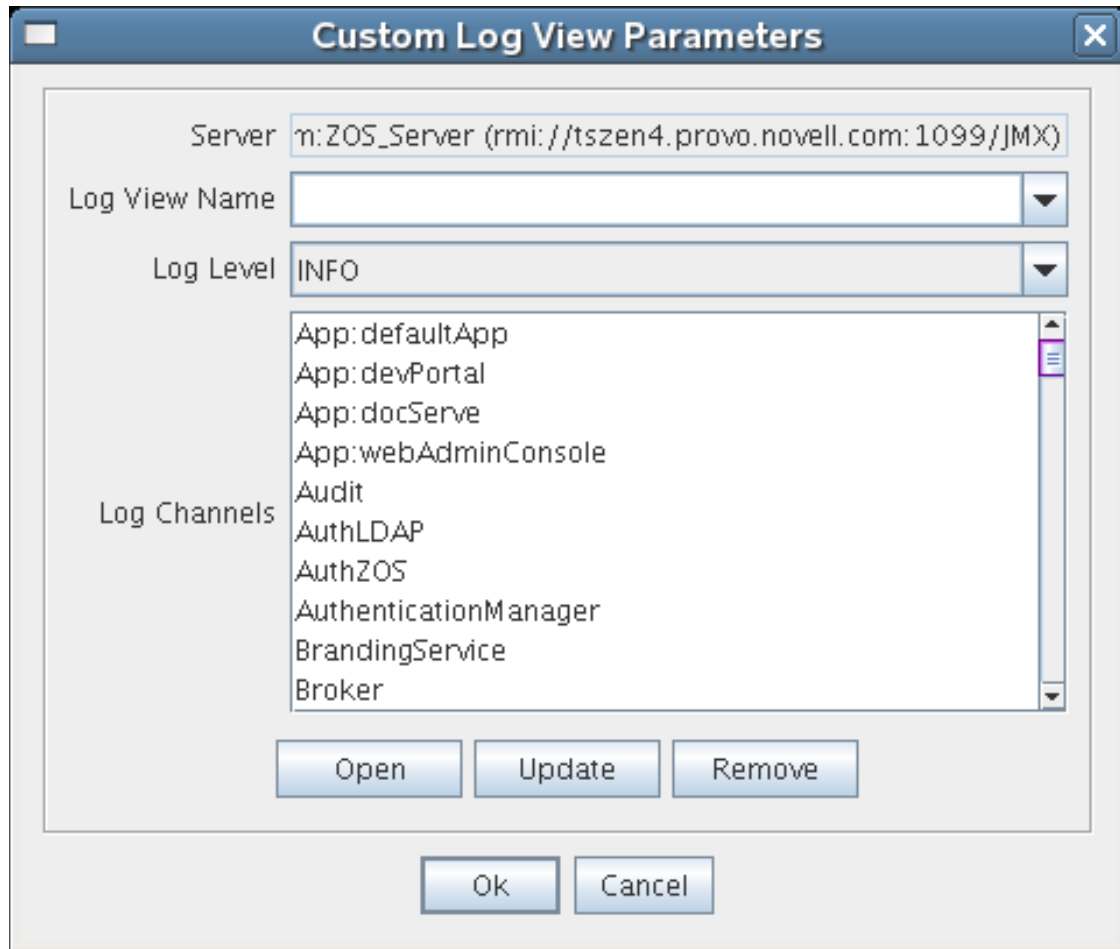 Custom Log View Parameters
Server m:ZOS_Server (rmi://tszen4.provo.novell.com:1099/JMX)
Log View Name
Log Level INFO
App:defaultApp
App:devPortal
App:docServe
App:webAdminConsole
Audit
Log Channels
AuthLDAP
AuthZOS
AuthenticationManager
BrandingService
Broker
Open Update Remove
Ok Cancel